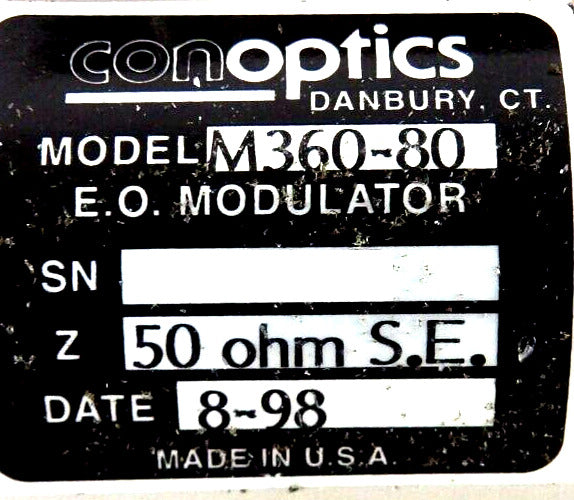 conoptics
DANBURY, CT.
MODEL M360-80
E.O. MODULATOR
SN
Z 50 ohm S.E.
DATE 8-98
MADE IN U.S.A.